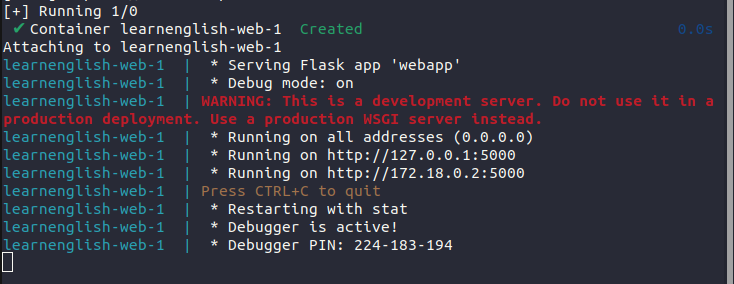 [+] Running 1/0
✔ Container learnenglish-web-1  Created 0.0s
Attaching to learnenglish-web-1
learnenglish-web-1  |  * Serving Flask app 'webapp'
learnenglish-web-1  |  * Debug mode: on
learnenglish-web-1  | WARNING: This is a development server. Do not use it in a
production deployment. Use a production WSGI server instead.
learnenglish-web-1  |  * Running on all addresses (0.0.0.0)
learnenglish-web-1  |  * Running on http://127.0.0.1:5000
learnenglish-web-1  |  * Running on http://172.18.0.2:5000
learnenglish-web-1  | Press CTRL+C to quit
learnenglish-web-1  |  * Restarting with stat
learnenglish-web-1  |  * Debugger is active!
learnenglish-web-1  |  * Debugger PIN: 224-183-194